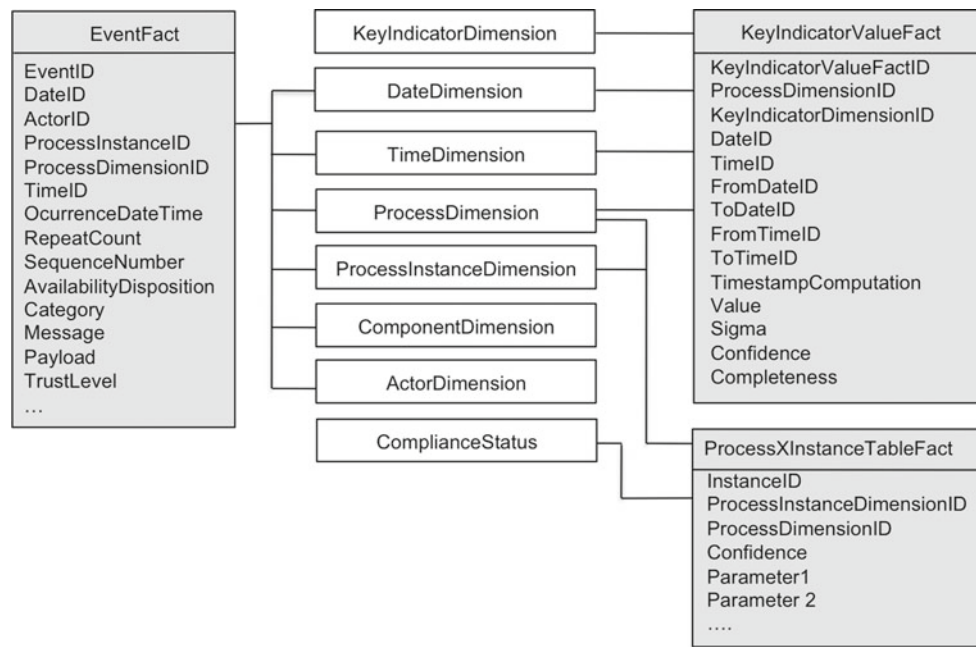 EventFact
EventID
DateID
ActorID
ProcessInstanceID
ProcessDimensionID
TimeID
OcurrenceDateTime
RepeatCount
SequenceNumber
AvailabilityDisposition
Category
Message
Payload
TrustLevel
...
KeyIndicatorDimension
DateDimension
TimeDimension
ProcessDimension
ProcessInstanceDimension
ComponentDimension
ActorDimension
ComplianceStatus
KeyIndicatorValueFact
KeyIndicatorValueFactID
ProcessDimensionID
KeyIndicatorDimensionID
DateID
TimeID
FromDateID
ToDateID
FromTimeID
ToTimeID
TimestampComputation
Value
Sigma
Confidence
Completeness
ProcessXInstanceTableFact
InstanceID
ProcessInstanceDimensionID
ProcessDimensionID
Confidence
Parameter1
Parameter 2
....